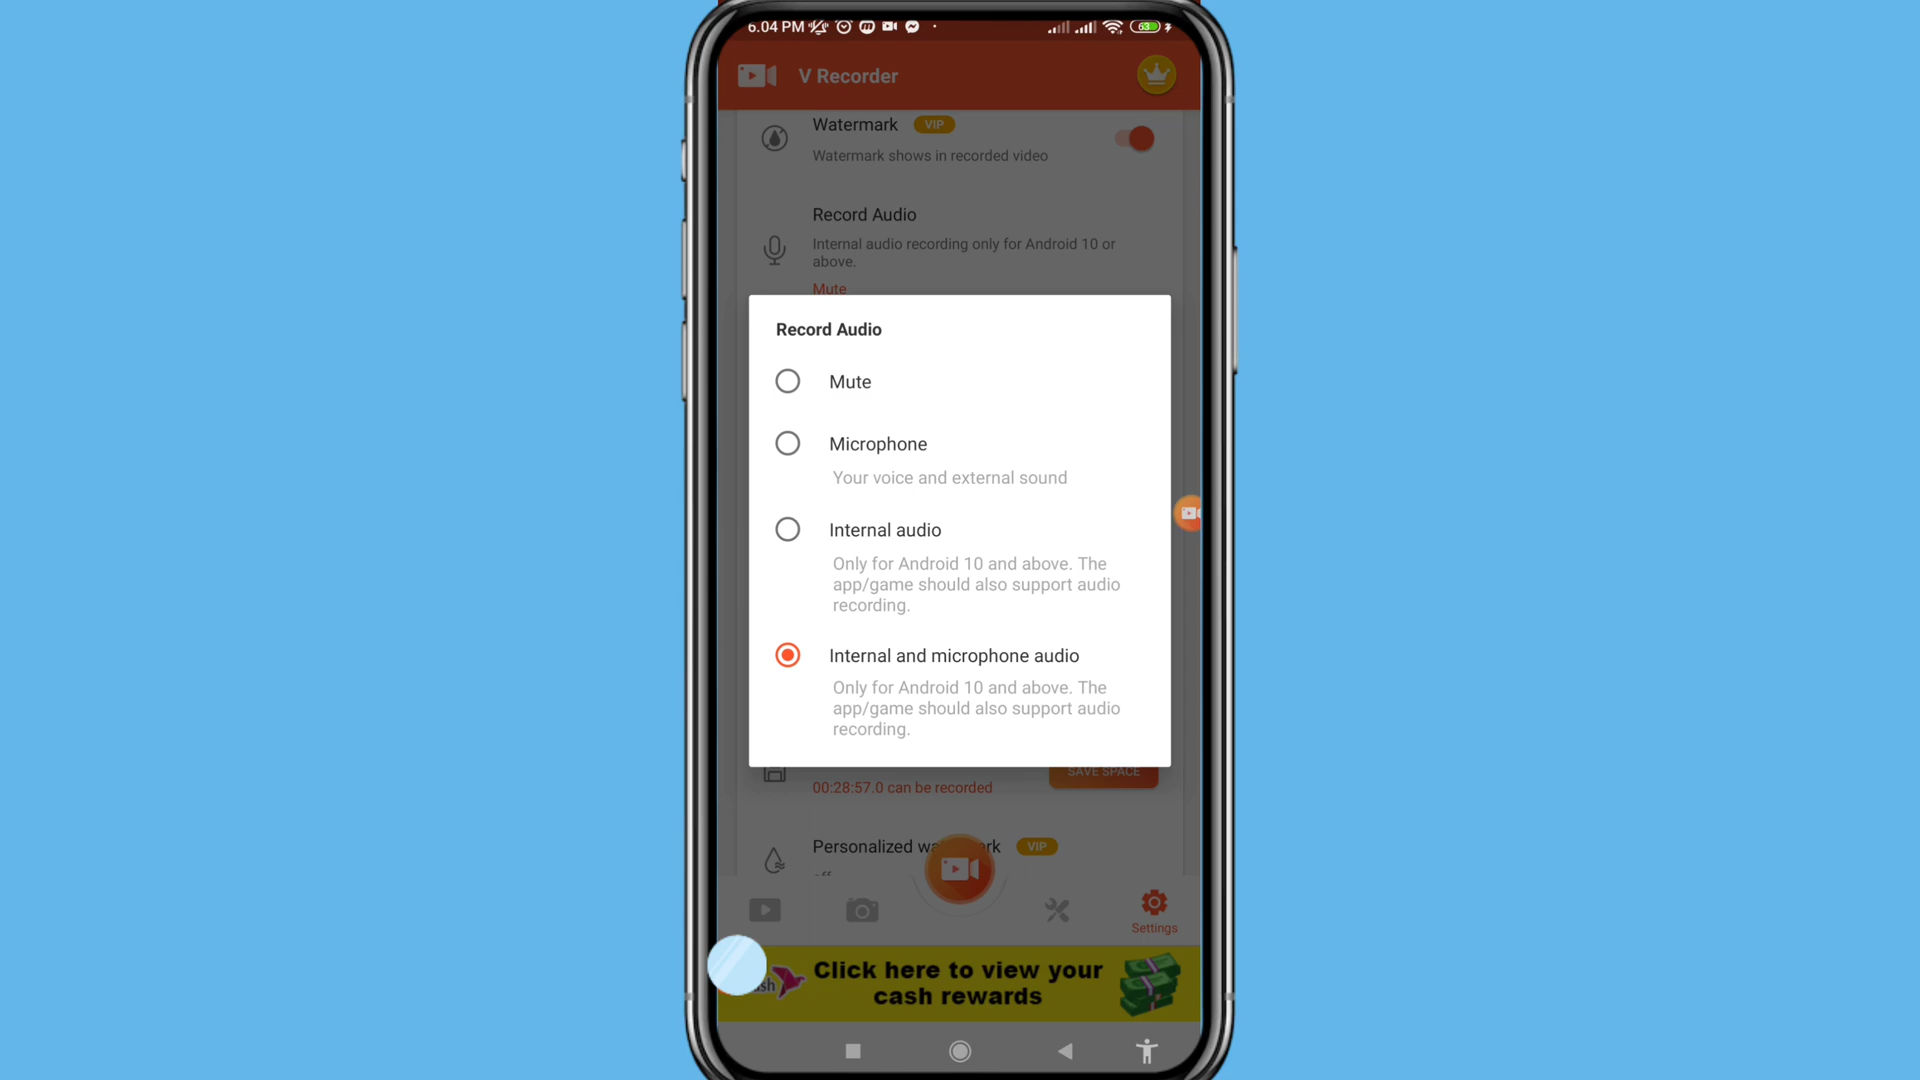 6.04 PM
63
V Recorder
Watermark VIP
Watermark shows in recorded video
Record Audio
Internal audio recording only for Android 10 or
above.
Mute
Record Audio
Mute
Microphone
Your voice and external sound
Internal audio
Only for Android 10 and above. The
app/game should also support audio
recording.
Internal and microphone audio
Only for Android 10 and above. The
app/game should also support audio
recording.
SAVE SPACE
00:28:57.0 can be recorded
Personalized VIP
Settings
Click here to view your
cash rewards